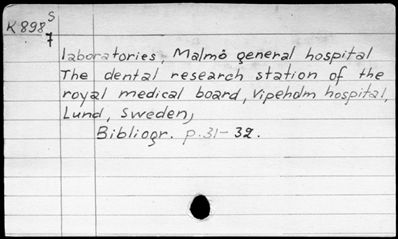 K898 S
7
laboratories, Malmö general hospital
The dental research station of the
royal medical board, Vipeholm hospital,
Lund, Sweden,
Bibliogr. p.31-32.